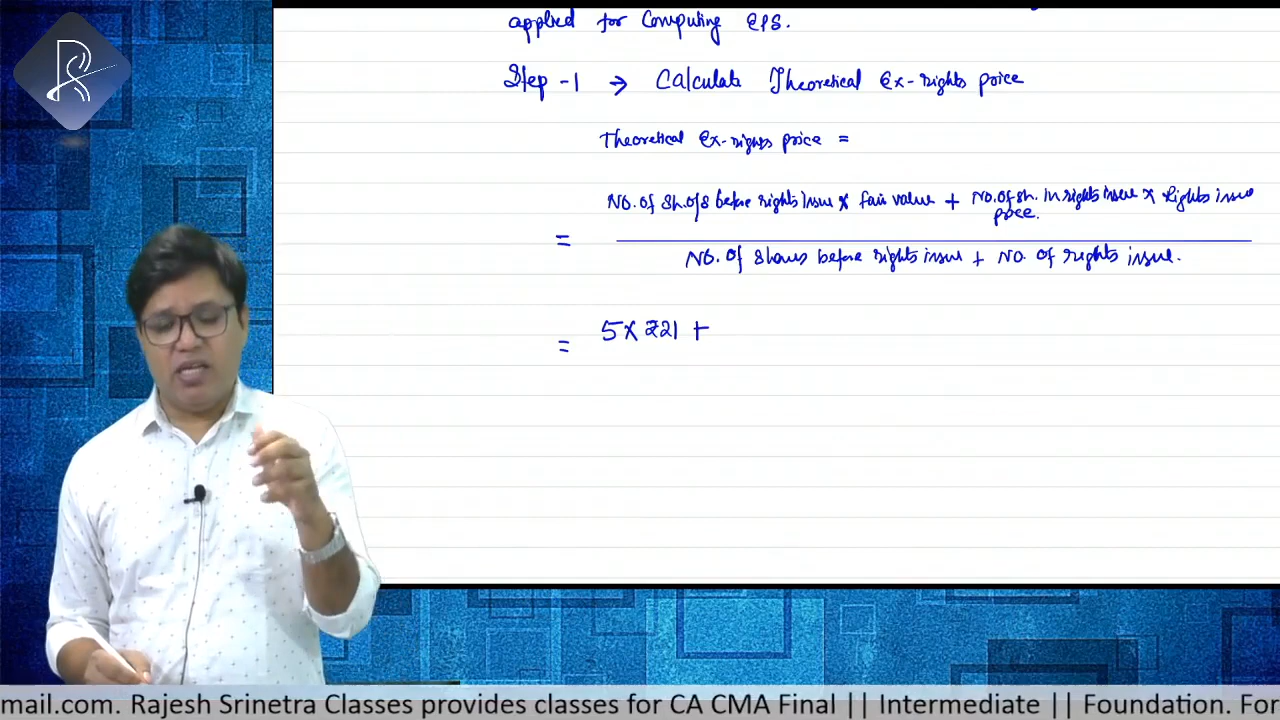 applied for Computing EPS.
Step -1 → Calculate Theoretical Ex-rights price
Theoretical Ex-rights price =
= No. of Sh. o/s before rights issue × fair value + No. of sh. in rights issue × Rights issue price.
No. of shares before rights issue + No. of rights issue.
= 5×₹21 +
mail.com. Rajesh Srinetra Classes provides classes for CA CMA Final || Intermediate || Foundation. For